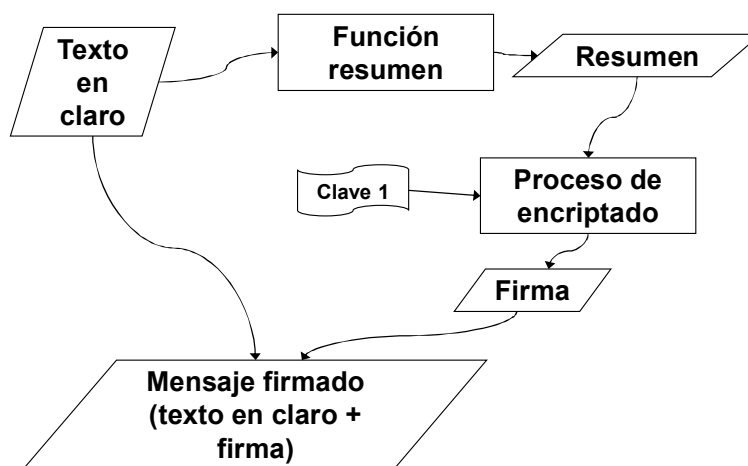 Texto
en
claro
Función
resumen
Resumen
Clave 1
Proceso de
encriptado
Firma
Mensaje firmado
(texto en claro +
firma)